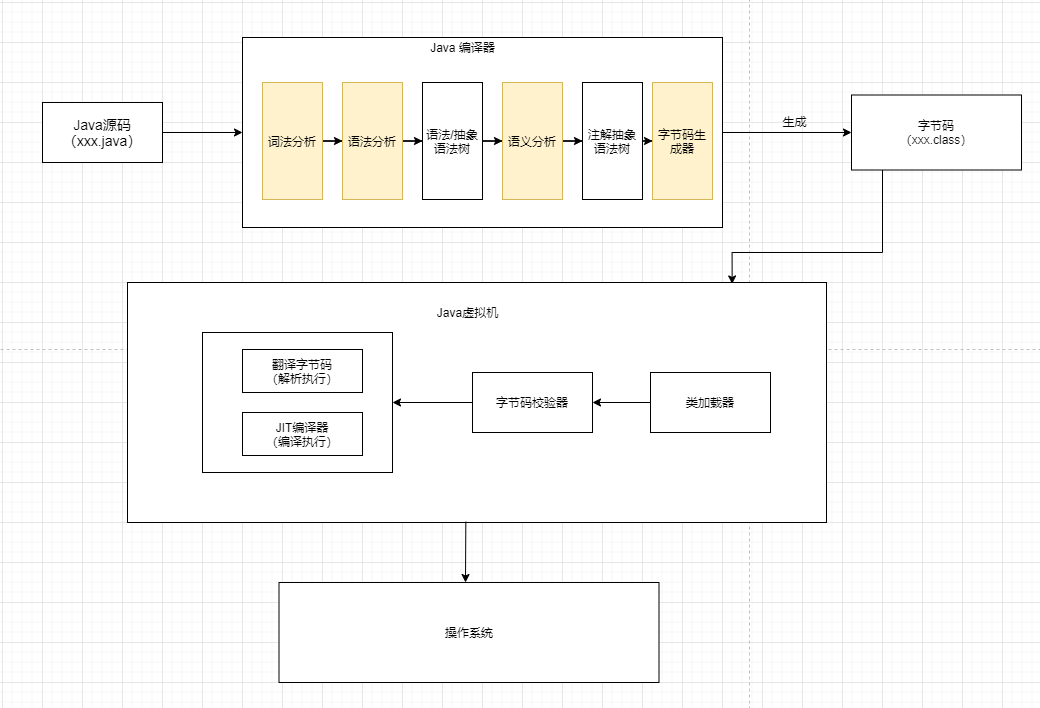 Java 编译器
Java源码
（xxx.java）
词法分析
语法分析
语法/抽象
语法树
语义分析
注解抽象
语法树
字节码生
成器
生成
字节码
（xxx.class）
Java虚拟机
翻译字节码
（解析执行）
JIT编译器
（编译执行）
字节码校验器
类加载器
操作系统